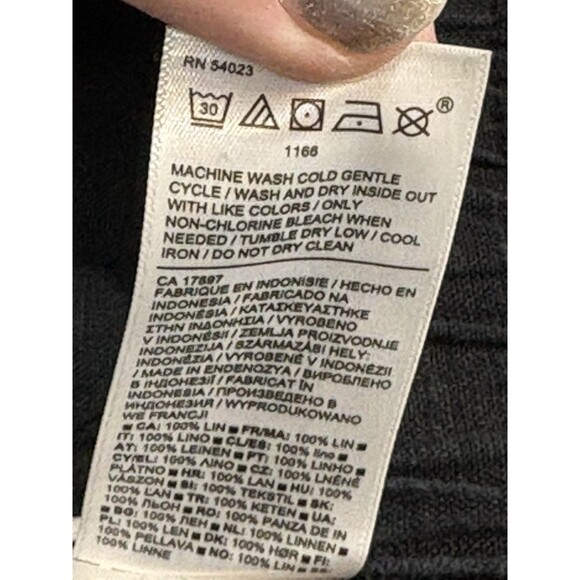 RN 54023
30
®
1166
MACHINE WASH COLD GENTLE
CYCLE / WASH AND DRY INSIDE OUT
WITH LIKE COLORS / ONLY
NON-CHLORINE BLEACH WHEN
NEEDED / TUMBLE DRY LOW / COOL
IRON / DO NOT DRY CLEAN
CA 17897
FABRIQUE EN INDONISIE / HECHO EN
INDONESIA / FABRICADO NA
INDONÉSIA / KATAΣKEYAΣTHKE
ΣTHN INΔONHΣIA / VYROBENO
V INDONÉSII / ZEMLJA PROIZVODNJE
INDONEZIJA / SZÁRMAZÁSI HELY:
INDONÉZIA / VYROBENÉ V INDONÉZII
/ MADE IN ENDENOZYA / ВИРОБЛЕНО
В ІНДОНЕЗІЇ / FABRICAT ÎN
INDONESIA / ПРОИЗВЕДЕНО В
ИНДОНЕЗИЯ / WYPRODUKOWANO
WE FRANCJI
■ CA: 100% LIN ■ FR/MA: 100% LIN ■
IT: 100% LINO ■ CL/ES: 100% lino ■
AT: 100% LEINEN ■ PT: 100% LINHO ■
CY/EL: 100% ΛINO ■ CZ: 100% LNĚNÉ
PLÁTNO ■ HR: 100% LAN ■ HU: 100%
VÁSZON ■ SI: 100% TEKSTIL ■ SK:
100% ĽAN ■ TR: 100% KETEN ■ UA:
100% ЛЬОН ■ RO: 100% PANZA DE IN
■ BG: 100% ЛЕН ■ NL: 100% LINNEN ■
PL: 100% LEN ■ DK: 100% HØR ■ FI:
100% PELLAVA ■ NO: 100% LIN ■
100% LINNE